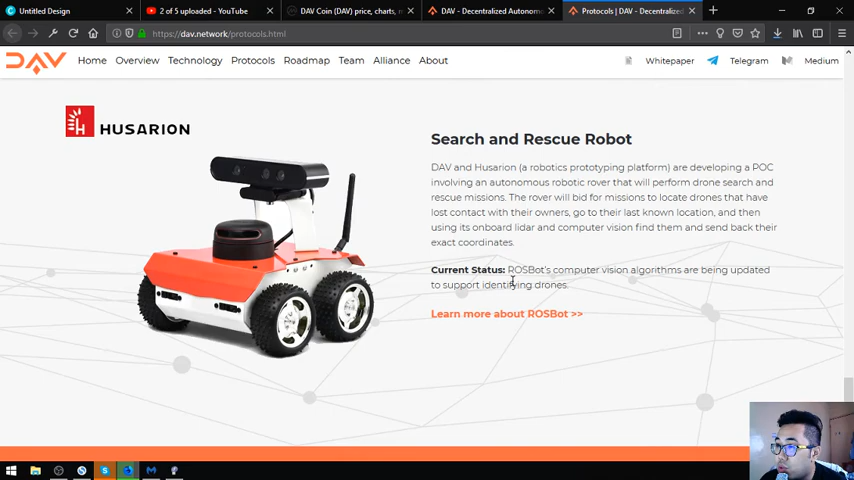 Untitled Design
2 of 5 uploaded - YouTube
DAV Coin (DAV) price, charts, m
DAV - Decentralized Autonomo
Protocols | DAV - Decentralized
https://dav.network/protocols.html
DAV
Home
Overview
Technology
Protocols
Roadmap
Team
Alliance
About
Whitepaper
Telegram
Medium
HUSARION
Search and Rescue Robot
DAV and Husarion (a robotics prototyping platform) are developing a POC
involving an autonomous robotic rover that will perform drone search and
rescue missions. The rover will bid for missions to locate drones that have
lost contact with their owners, go to their last known location, and then
using its onboard lidar and computer vision find them and send back their
exact coordinates.
Current Status: ROSBot's computer vision algorithms are being updated
to support identifying drones.
Learn more about ROSBot >>